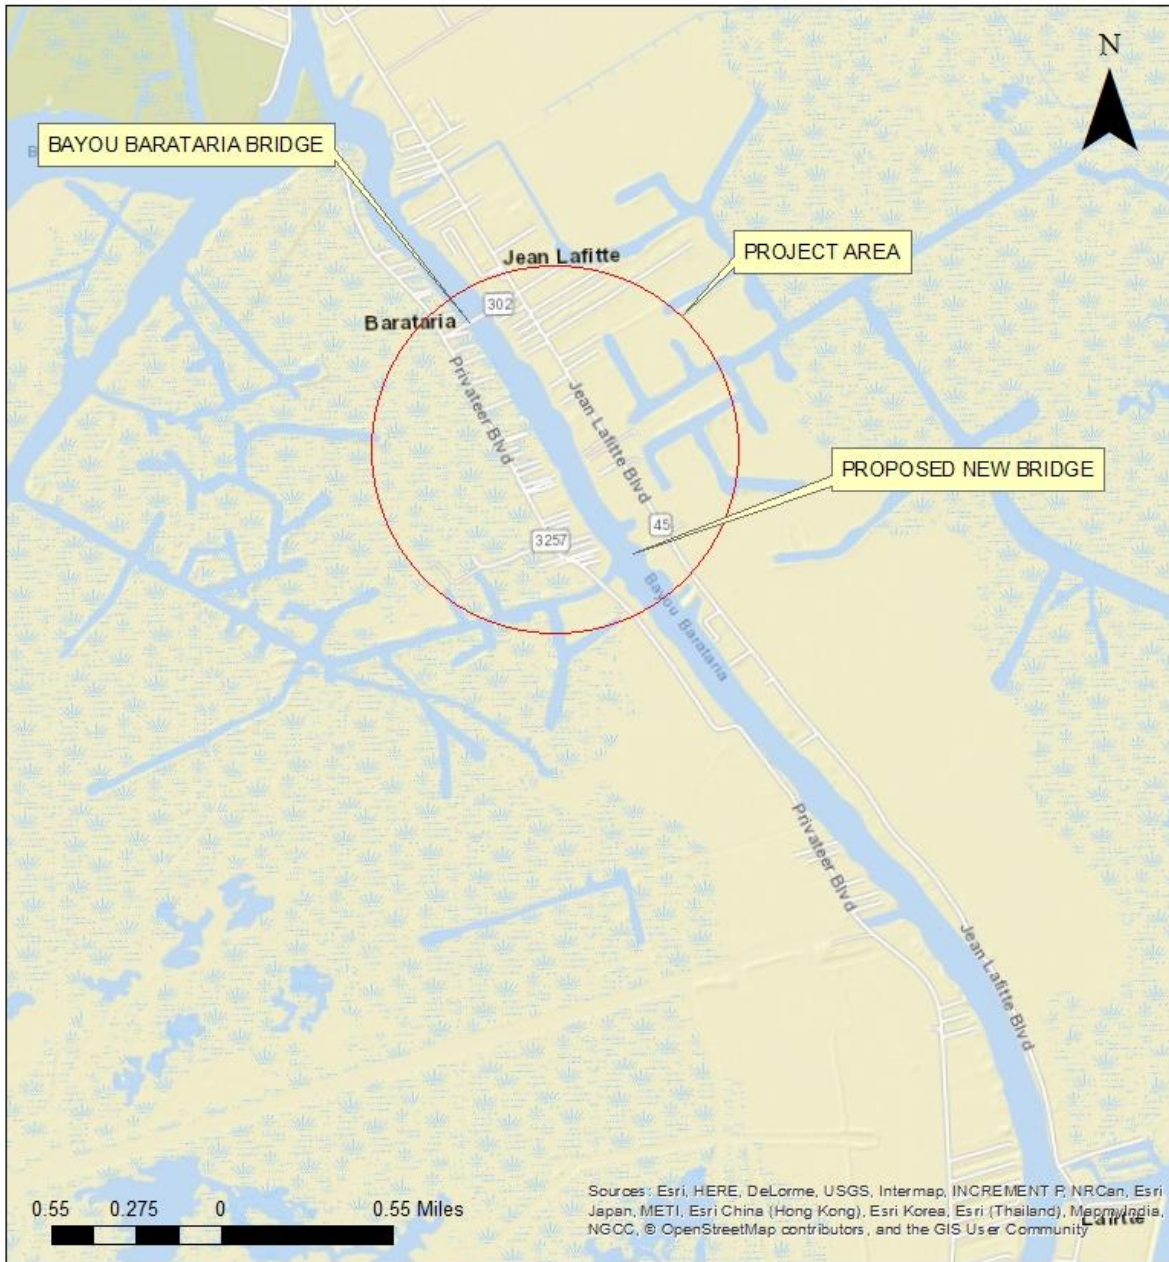 N
BAYOU BARATARIA BRIDGE
B
Jean Lafitte
PROJECT AREA
302
Barataria
Privateer Blvd
Jean Lafitte Blvd
PROPOSED NEW BRIDGE
45
3257
Bayou Barataria
Privateer Blvd
Jean Lafitte Blvd
0.55 0.275 0 0.55 Miles
Sources: Esri, HERE, DeLorme, USGS, Intermap, INCREMENT P, NRCan, Esri
Japan, METI, Esri China (Hong Kong), Esri Korea, Esri (Thailand), MapmyIndia,
NGCC, © OpenStreetMap contributors, and the GIS User Community
Lafitte